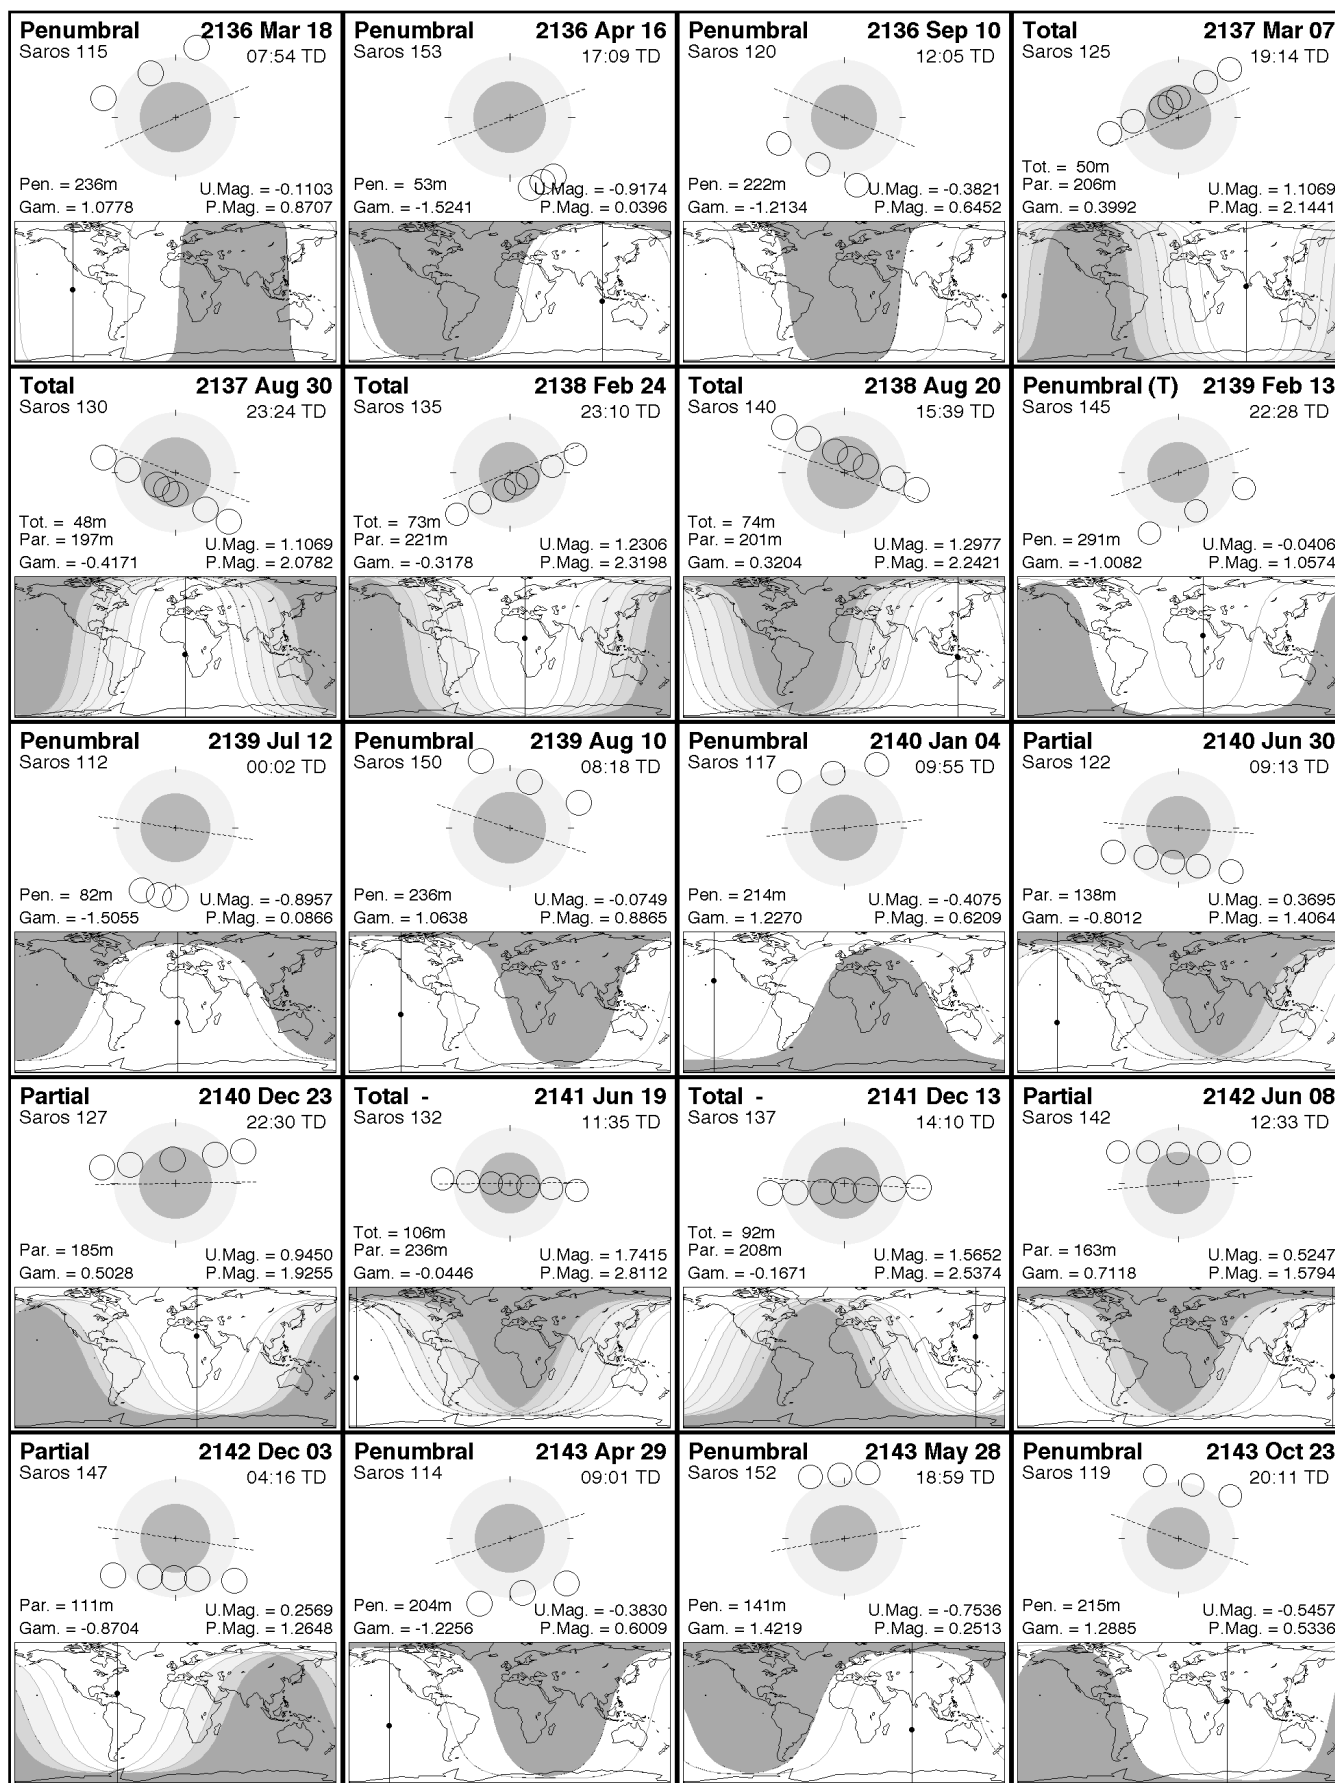 Penumbral 2136 Mar 18
Saros 115 07:54 TD
Pen. = 236m U.Mag. = -0.1103
Gam. = 1.0778 P.Mag. = 0.8707
Penumbral 2136 Apr 16
Saros 153 17:09 TD
Pen. = 53m U.Mag. = -0.9174
Gam. = -1.5241 P.Mag. = 0.0396
Penumbral 2136 Sep 10
Saros 120 12:05 TD
Pen. = 222m U.Mag. = -0.3821
Gam. = -1.2134 P.Mag. = 0.6452
Total 2137 Mar 07
Saros 125 19:14 TD
Tot. = 50m
Par. = 206m U.Mag. = 1.1069
Gam. = 0.3992 P.Mag. = 2.1441
Total 2137 Aug 30
Saros 130 23:24 TD
Tot. = 48m
Par. = 197m U.Mag. = 1.1069
Gam. = -0.4171 P.Mag. = 2.0782
Total 2138 Feb 24
Saros 135 23:10 TD
Tot. = 73m
Par. = 221m U.Mag. = 1.2306
Gam. = -0.3178 P.Mag. = 2.3198
Total 2138 Aug 20
Saros 140 15:39 TD
Tot. = 74m
Par. = 201m U.Mag. = 1.2977
Gam. = 0.3204 P.Mag. = 2.2421
Penumbral (T) 2139 Feb 13
Saros 145 22:28 TD
Pen. = 291m U.Mag. = -0.0406
Gam. = -1.0082 P.Mag. = 1.0574
Penumbral 2139 Jul 12
Saros 112 00:02 TD
Pen. = 82m U.Mag. = -0.8957
Gam. = -1.5055 P.Mag. = 0.0866
Penumbral 2139 Aug 10
Saros 150 08:18 TD
Pen. = 236m U.Mag. = -0.0749
Gam. = 1.0638 P.Mag. = 0.8865
Penumbral 2140 Jan 04
Saros 117 09:55 TD
Pen. = 214m U.Mag. = -0.4075
Gam. = 1.2270 P.Mag. = 0.6209
Partial 2140 Jun 30
Saros 122 09:13 TD
Par. = 138m U.Mag. = 0.3695
Gam. = -0.8012 P.Mag. = 1.4064
Partial 2140 Dec 23
Saros 127 22:30 TD
Par. = 185m U.Mag. = 0.9450
Gam. = 0.5028 P.Mag. = 1.9255
Total - 2141 Jun 19
Saros 132 11:35 TD
Tot. = 106m
Par. = 236m U.Mag. = 1.7415
Gam. = -0.0446 P.Mag. = 2.8112
Total - 2141 Dec 13
Saros 137 14:10 TD
Tot. = 92m
Par. = 208m U.Mag. = 1.5652
Gam. = -0.1671 P.Mag. = 2.5374
Partial 2142 Jun 08
Saros 142 12:33 TD
Par. = 163m U.Mag. = 0.5247
Gam. = 0.7118 P.Mag. = 1.5794
Partial 2142 Dec 03
Saros 147 04:16 TD
Par. = 111m U.Mag. = 0.2569
Gam. = -0.8704 P.Mag. = 1.2648
Penumbral 2143 Apr 29
Saros 114 09:01 TD
Pen. = 204m U.Mag. = -0.3830
Gam. = -1.2256 P.Mag. = 0.6009
Penumbral 2143 May 28
Saros 152 18:59 TD
Pen. = 141m U.Mag. = -0.7536
Gam. = 1.4219 P.Mag. = 0.2513
Penumbral 2143 Oct 23
Saros 119 20:11 TD
Pen. = 215m U.Mag. = -0.5457
Gam. = 1.2885 P.Mag. = 0.5336